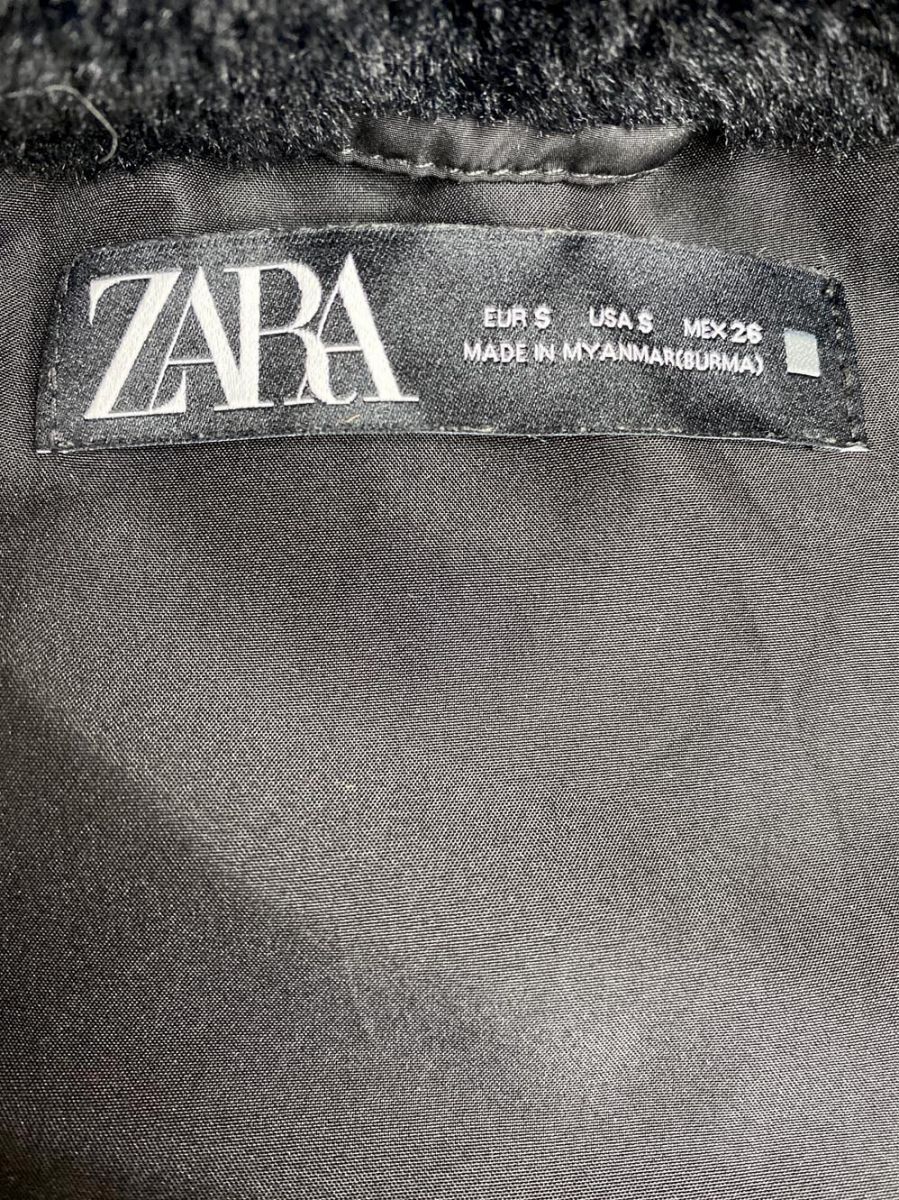 ZARA
EUR S USA S MEX 26
MADE IN MYANMAR(BURMA)